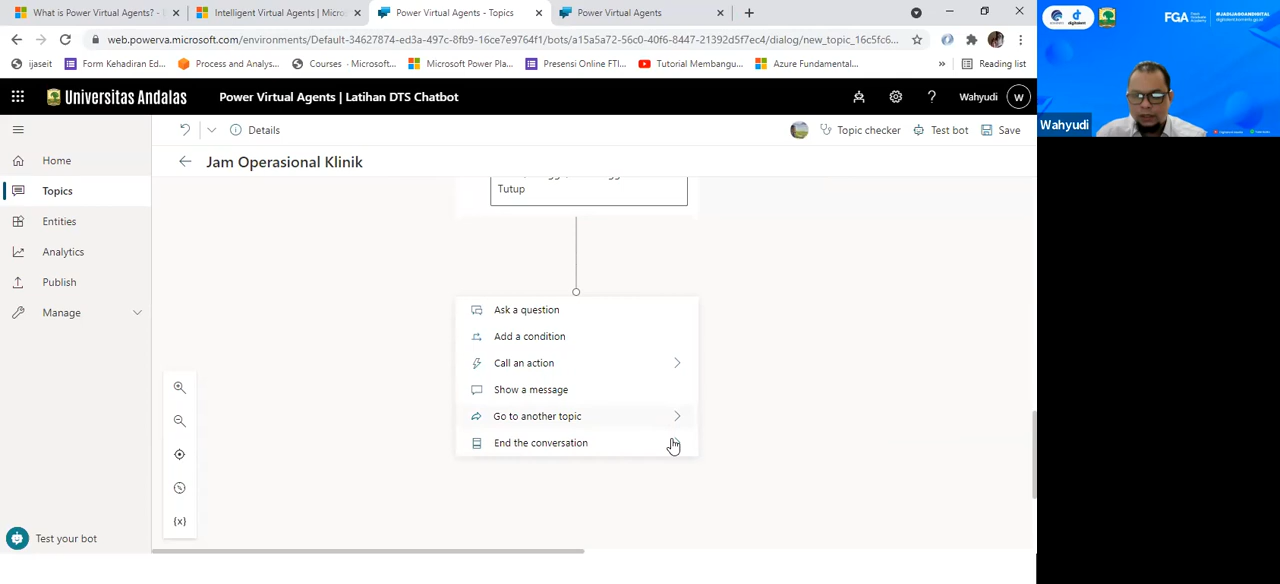 What is Power Virtual Agents? -
Intelligent Virtual Agents | Micro
Power Virtual Agents - Topics
Power Virtual Agents
web.powerva.microsoft.com/environments/Default-34627874-ed3a-497c-8fb9-16ce7e9764f1/bots/a15a5a72-56c0-40f6-8447-21392d5f7ec4/dialog/new_topic_16c5fc6...
ijaseit
Form Kehadiran Ed...
Process and Analys...
Courses - Microsoft...
Microsoft Power Pla...
Presensi Online FTI...
Tutorial Membangu...
Azure Fundamental...
Reading list
Universitas Andalas
Power Virtual Agents | Latihan DTS Chatbot
Wahyudi
W
Details
Topic checker
Test bot
Save
Jam Operasional Klinik
Home
Topics
Entities
Analytics
Publish
Manage
Tutup
Ask a question
Add a condition
Call an action
Show a message
Go to another topic
End the conversation
(x)
Test your bot
FGA
Wahyudi